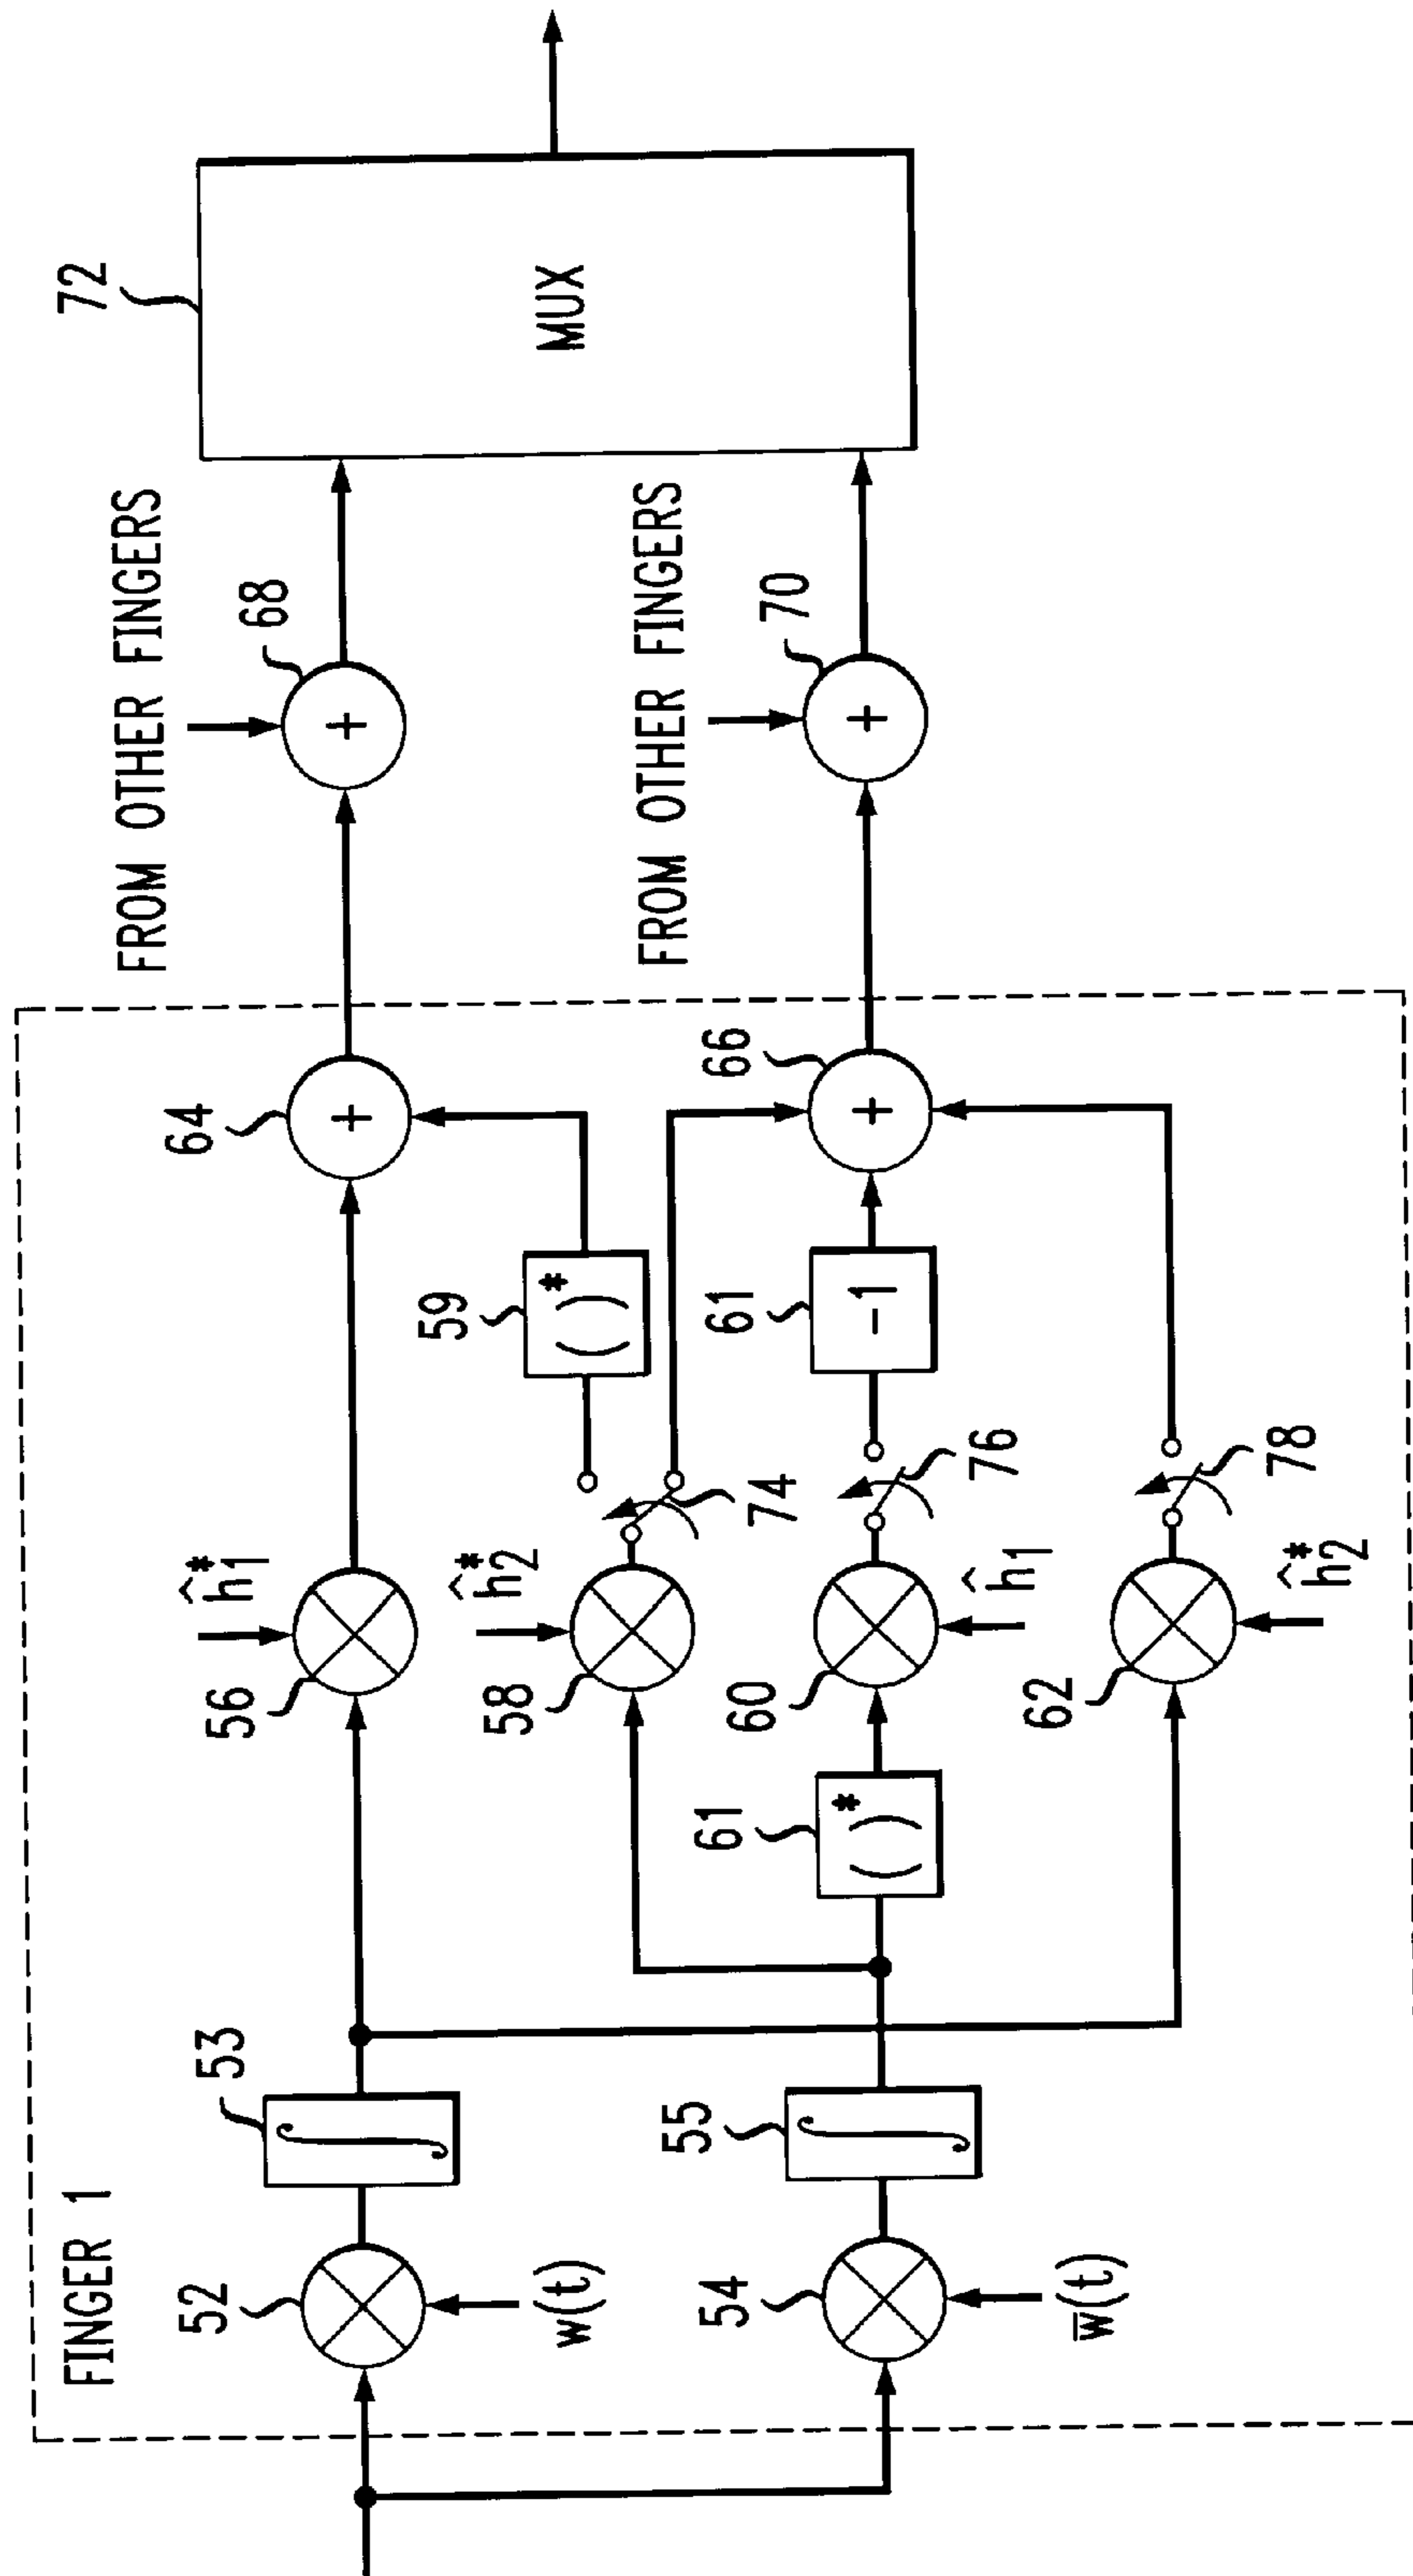 FINGER 1
52
w(t)
53
54
w̅(t)
55
56
ĥ₁*
58
ĥ₂*
61
( )*
60
ĥ₁
62
ĥ₂*
74
76
78
59
( )*
61
-1
64
+
66
+
FROM OTHER FINGERS
68
+
FROM OTHER FINGERS
70
+
72
MUX